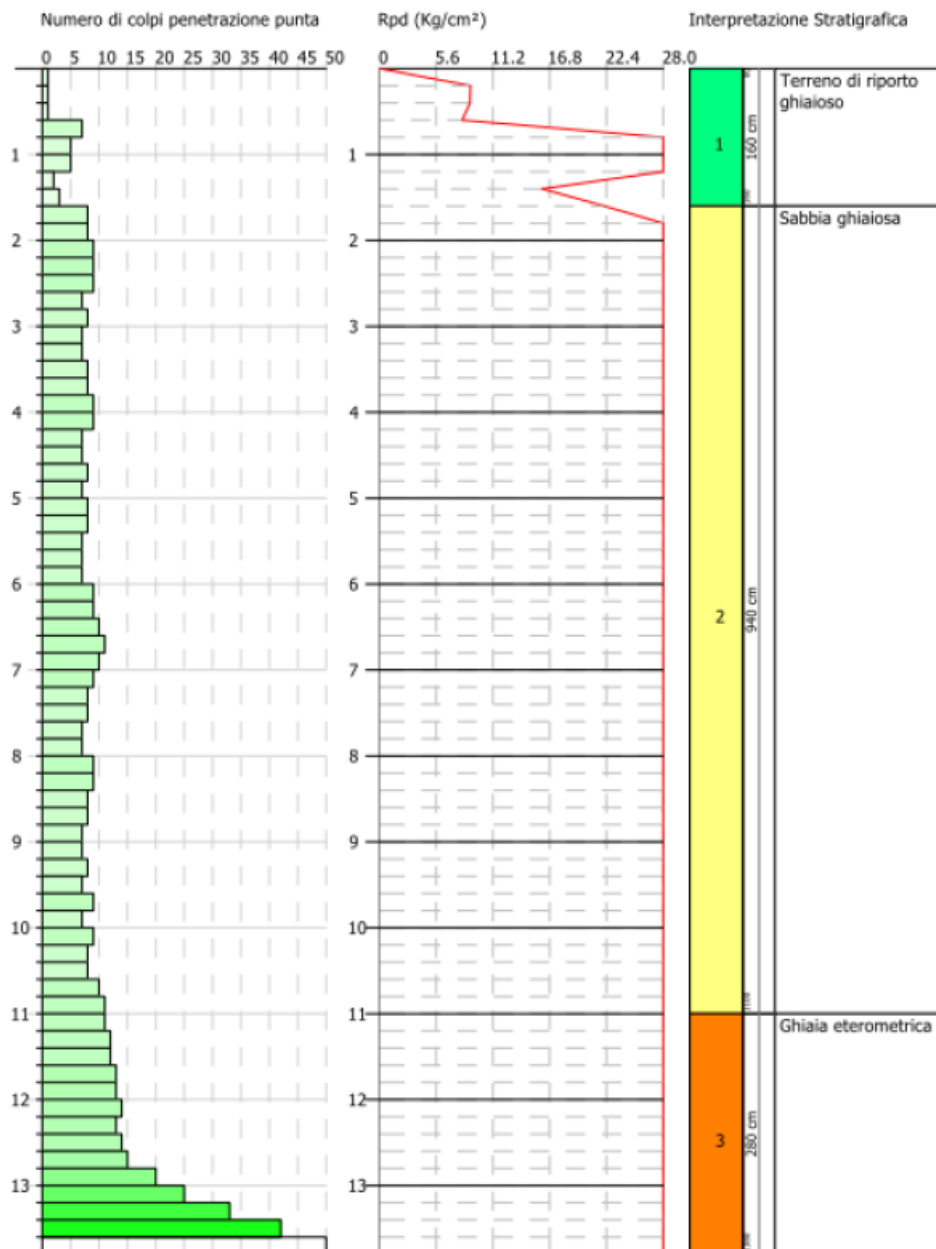 Numero di colpi penetrazione punta
Rpd (Kg/cm²)
Interpretazione Stratigrafica
0 5 10 15 20 25 30 35 40 45 50
0 5.6 11.2 16.8 22.4 28.0
Terreno di riporto
ghiaioso
160 cm
1
1
1
Sabbia ghiaiosa
2
2
3
3
4
4
5
5
6
6
2
940 cm
7
7
8
8
9
9
10
10
11
11
Ghiaia eterometrica
12
12
3
280 cm
13
13